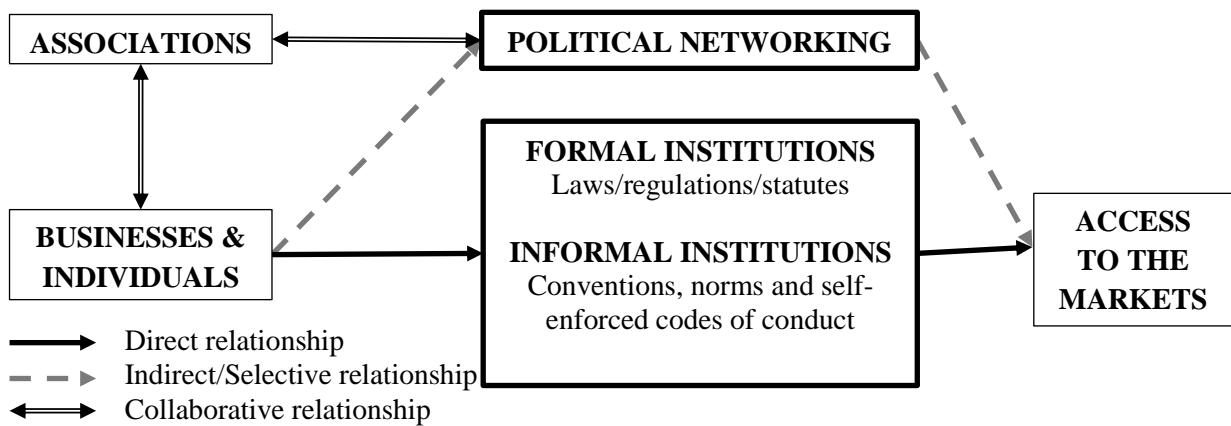 ASSOCIATIONS
POLITICAL NETWORKING
FORMAL INSTITUTIONS
Laws/regulations/statutes
BUSINESSES &
INDIVIDUALS
INFORMAL INSTITUTIONS
Conventions, norms and self-
enforced codes of conduct
ACCESS
TO THE
MARKETS
Direct relationship
Indirect/Selective relationship
Collaborative relationship